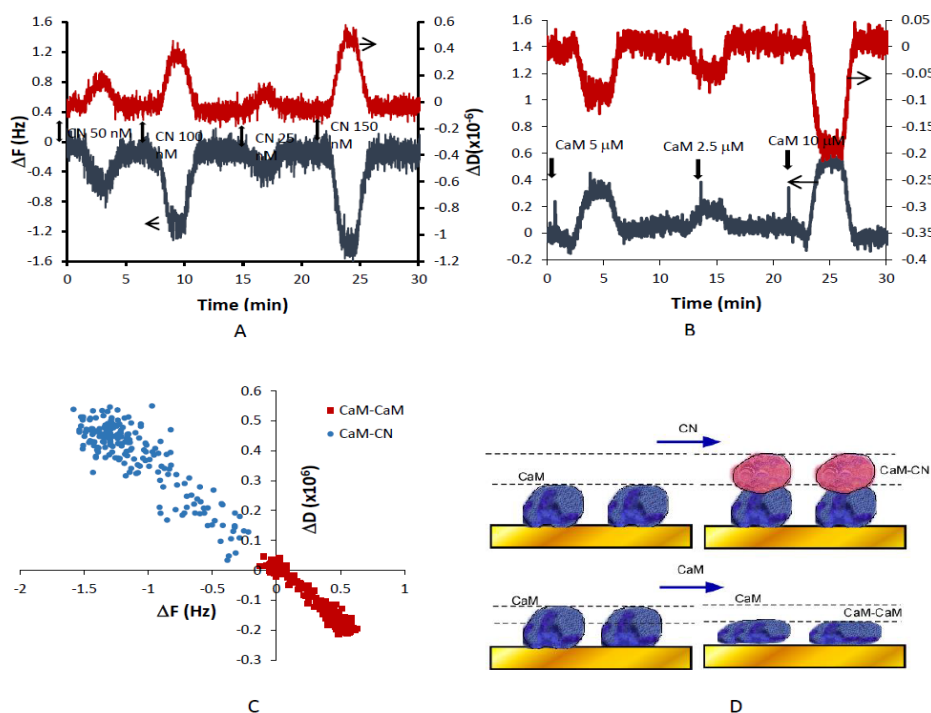 1.6
1.2
0.8
0.4
0
-0.4
-0.8
-1.2
1.6
ΔF (Hz)
0.6
0.4
0.2
0
-0.2
-0.4
-0.6
-0.8
-1
-1.2
ΔD(x10⁻⁶)
CN 50 nM
CN 100
nM
CN 25
nM
CN 150
nM
0 5 10 15 20 25 30
Time (min)
A
B
1.6
1.4
1.2
1
0.8
0.6
0.4
0.2
0
-0.2
0.05
0
-0.05
-0.1
-0.15
-0.2
-0.25
-0.3
-0.35
-0.4
CaM 5 μM
CaM 2.5 μM
CaM 10 μM
0 5 10 15 20 25 30
Time (min)
B
0.6
0.5
0.4
0.3
0.2
0.1
0
-0.1
-0.2
-0.3
CaM-CaM
CaM-CN
ΔD (x10⁶)
-2 -1 0 1
ΔF (Hz)
C
CN
CaM
CaM-CN
CaM
CaM
CaM
CaM-CaM
D